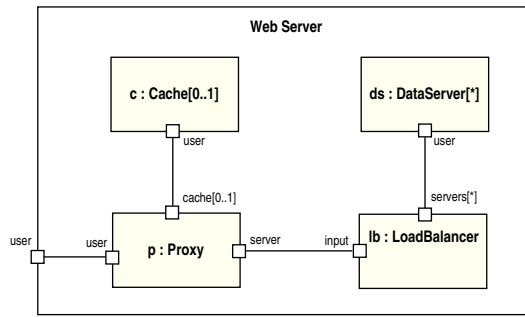 Web Server
c : Cache[0..1]
ds : DataServer[*]
user
user
cache[0..1]
servers[*]
user
user
p : Proxy
server
input
lb : LoadBalancer